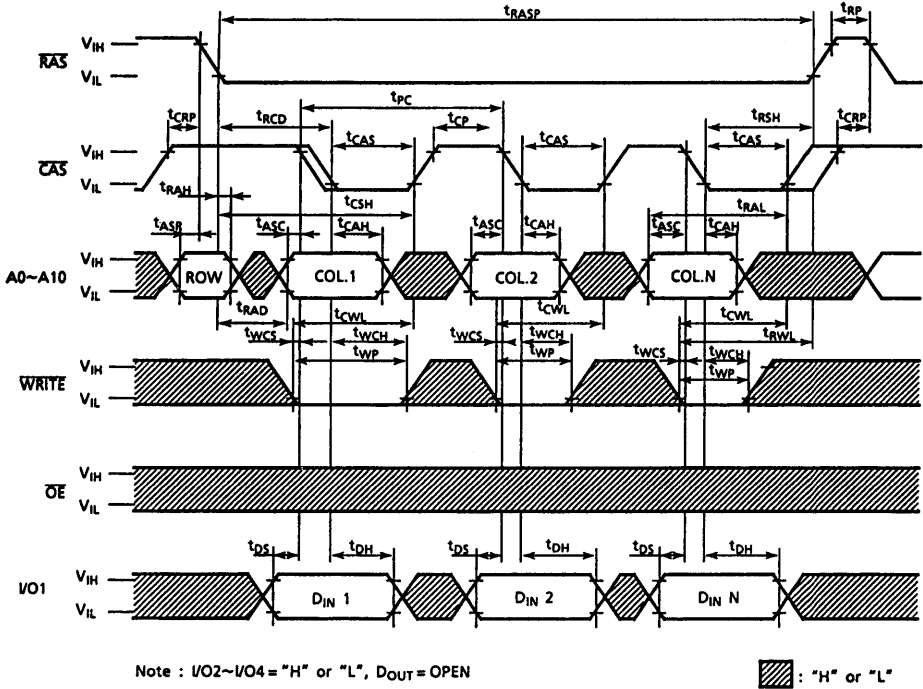 tRASP
tRP
RAS
VIH
VIL
tPC
tCRP
tRCD
tCP
tRSH
tCRP
tCAS
tCAS
tCAS
CAS
VIH
VIL
tRAH
tCSH
tRAL
tASR
tASC
tCAH
tASC
tCAH
tASC
tCAH
A0~A10
VIH
VIL
ROW
COL.1
COL.2
COL.N
tRAD
tCWL
tCWL
tCWL
tWCS
tWCH
tWCS
tWCH
tWCS
tWCH
tRWL
tWP
tWP
tWP
WRITE
VIH
VIL
OE
VIH
VIL
tDS
tDH
tDS
tDH
tDS
tDH
I/O1
VIH
VIL
DIN 1
DIN 2
DIN N
Note : I/O2~I/O4 = "H" or "L", DOUT = OPEN
: "H" or "L"